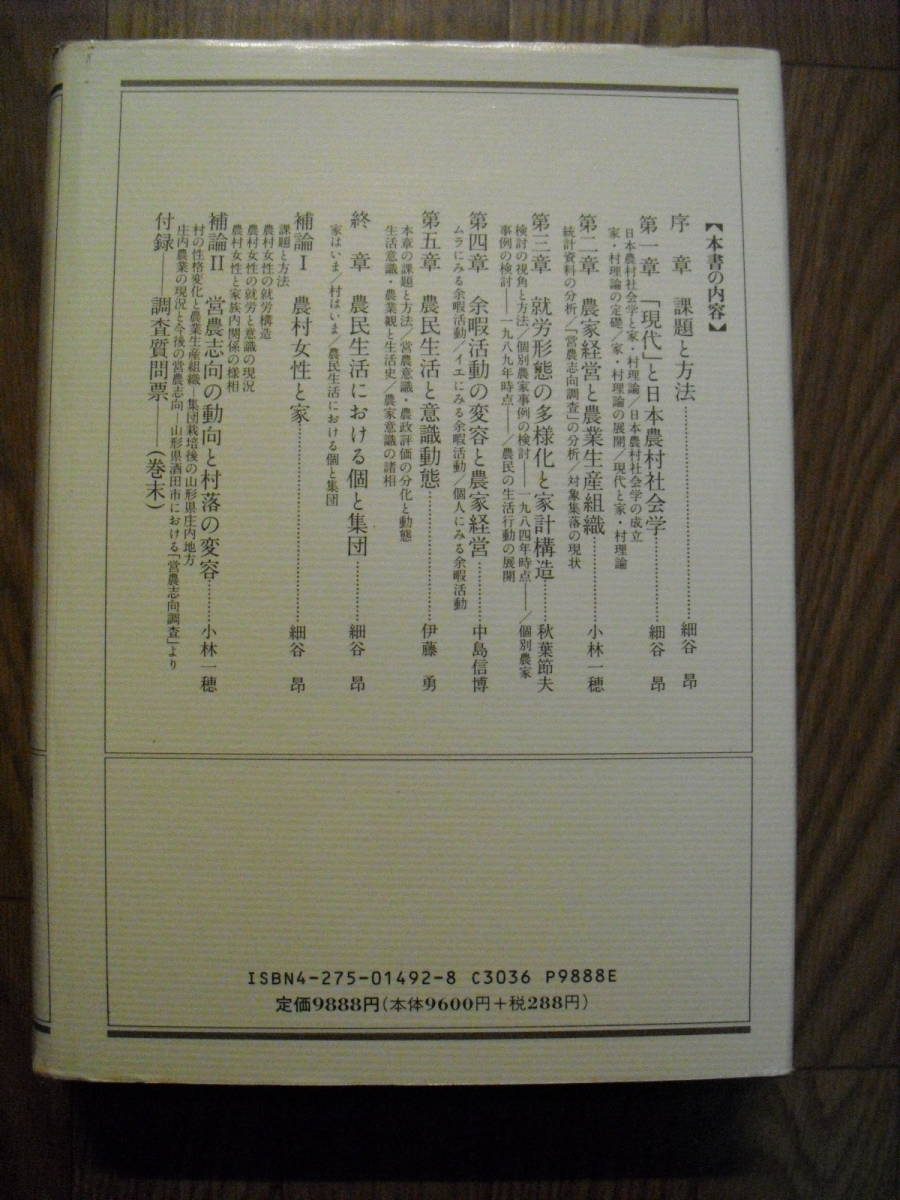 【本書の内容】
序　章　課題と方法……………………細谷　昂
第一章　「現代」と日本農村社会学…………細谷　昂
日本農村社会学と家・村理論／日本農村社会学の成立
家・村理論の定礎／家・村理論の展開／現代と家・村理論
第二章　農家経営と農業生産組織…………小林一穂
統計資料の分析／「営農志向調査」の分析／対象集落の現状
第三章　就労形態の多様化と家計構造……秋葉節夫
検討の視角と方法／個別農家事例の検討――一九八四年時点――／個別農家
事例の検討――一九八九年時点――／農民の生活行動の展開
第四章　余暇活動の変容と農家経営…………中島信博
ムラにみる余暇活動／イエにみる余暇活動／個人にみる余暇活動
第五章　農民生活と意識動態………………伊藤　勇
本章の課題と方法／営農意識・農政評価の分化と動態
生活意識・農業観と生活史／農家意識の諸相
終　章　農民生活における個と集団…………細谷　昂
家はいま／村はいま／農民生活における個と集団
補論Ⅰ　農村女性と家……………………細谷　昂
課題と方法
農村女性の就労構造
農村女性の就労と意識の現況
農村女性と家族内関係の様相
補論Ⅱ　営農志向の動向と村落の変容………小林一穂
村の性格変化と農業生産組織――集団栽培後の山形県庄内地方
庄内農業の現況と今後の営農志向――山形県酒田市における「営農志向調査」より
付録――調査質問票――（巻末）
ISBN4-275-01492-8 C3036 P9888E
定価9888円(本体9600円+税288円)